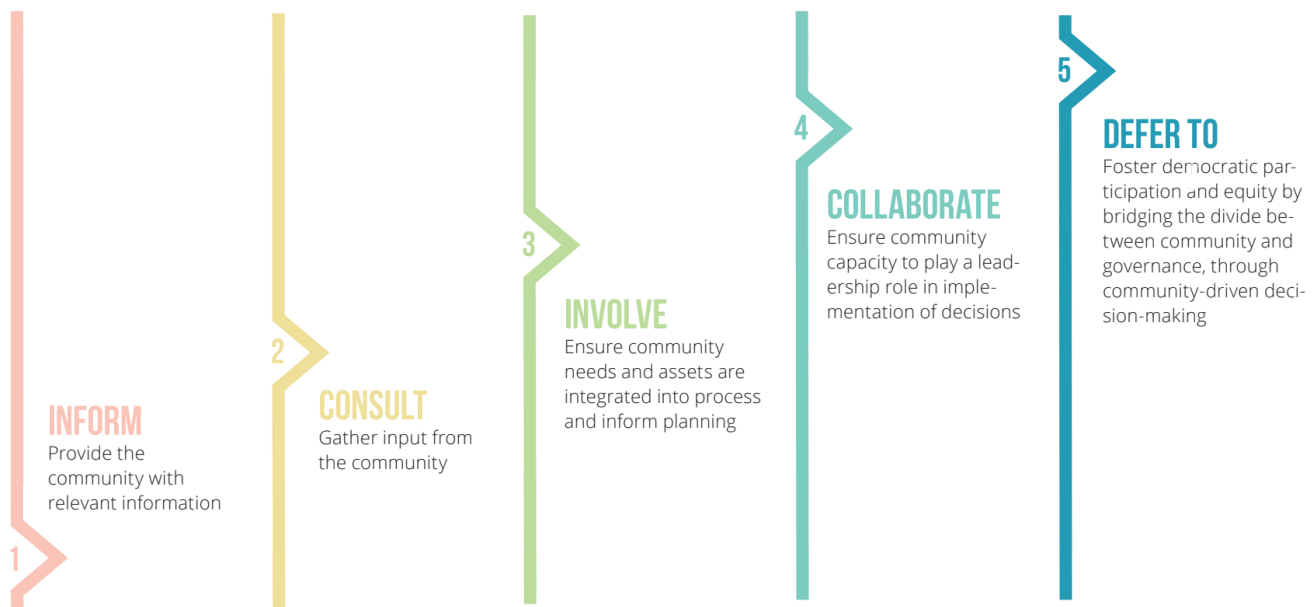 1
INFORM
Provide the
community with
relevant information
2
CONSULT
Gather input from
the community
3
INVOLVE
Ensure community
needs and assets are
integrated into process
and inform planning
4
COLLABORATE
Ensure community
capacity to play a lead-
ership role in imple-
mentation of decisions
5
DEFER TO
Foster democratic par-
ticipation and equity by
bridging the divide be-
tween community and
governance, through
community-driven deci-
sion-making